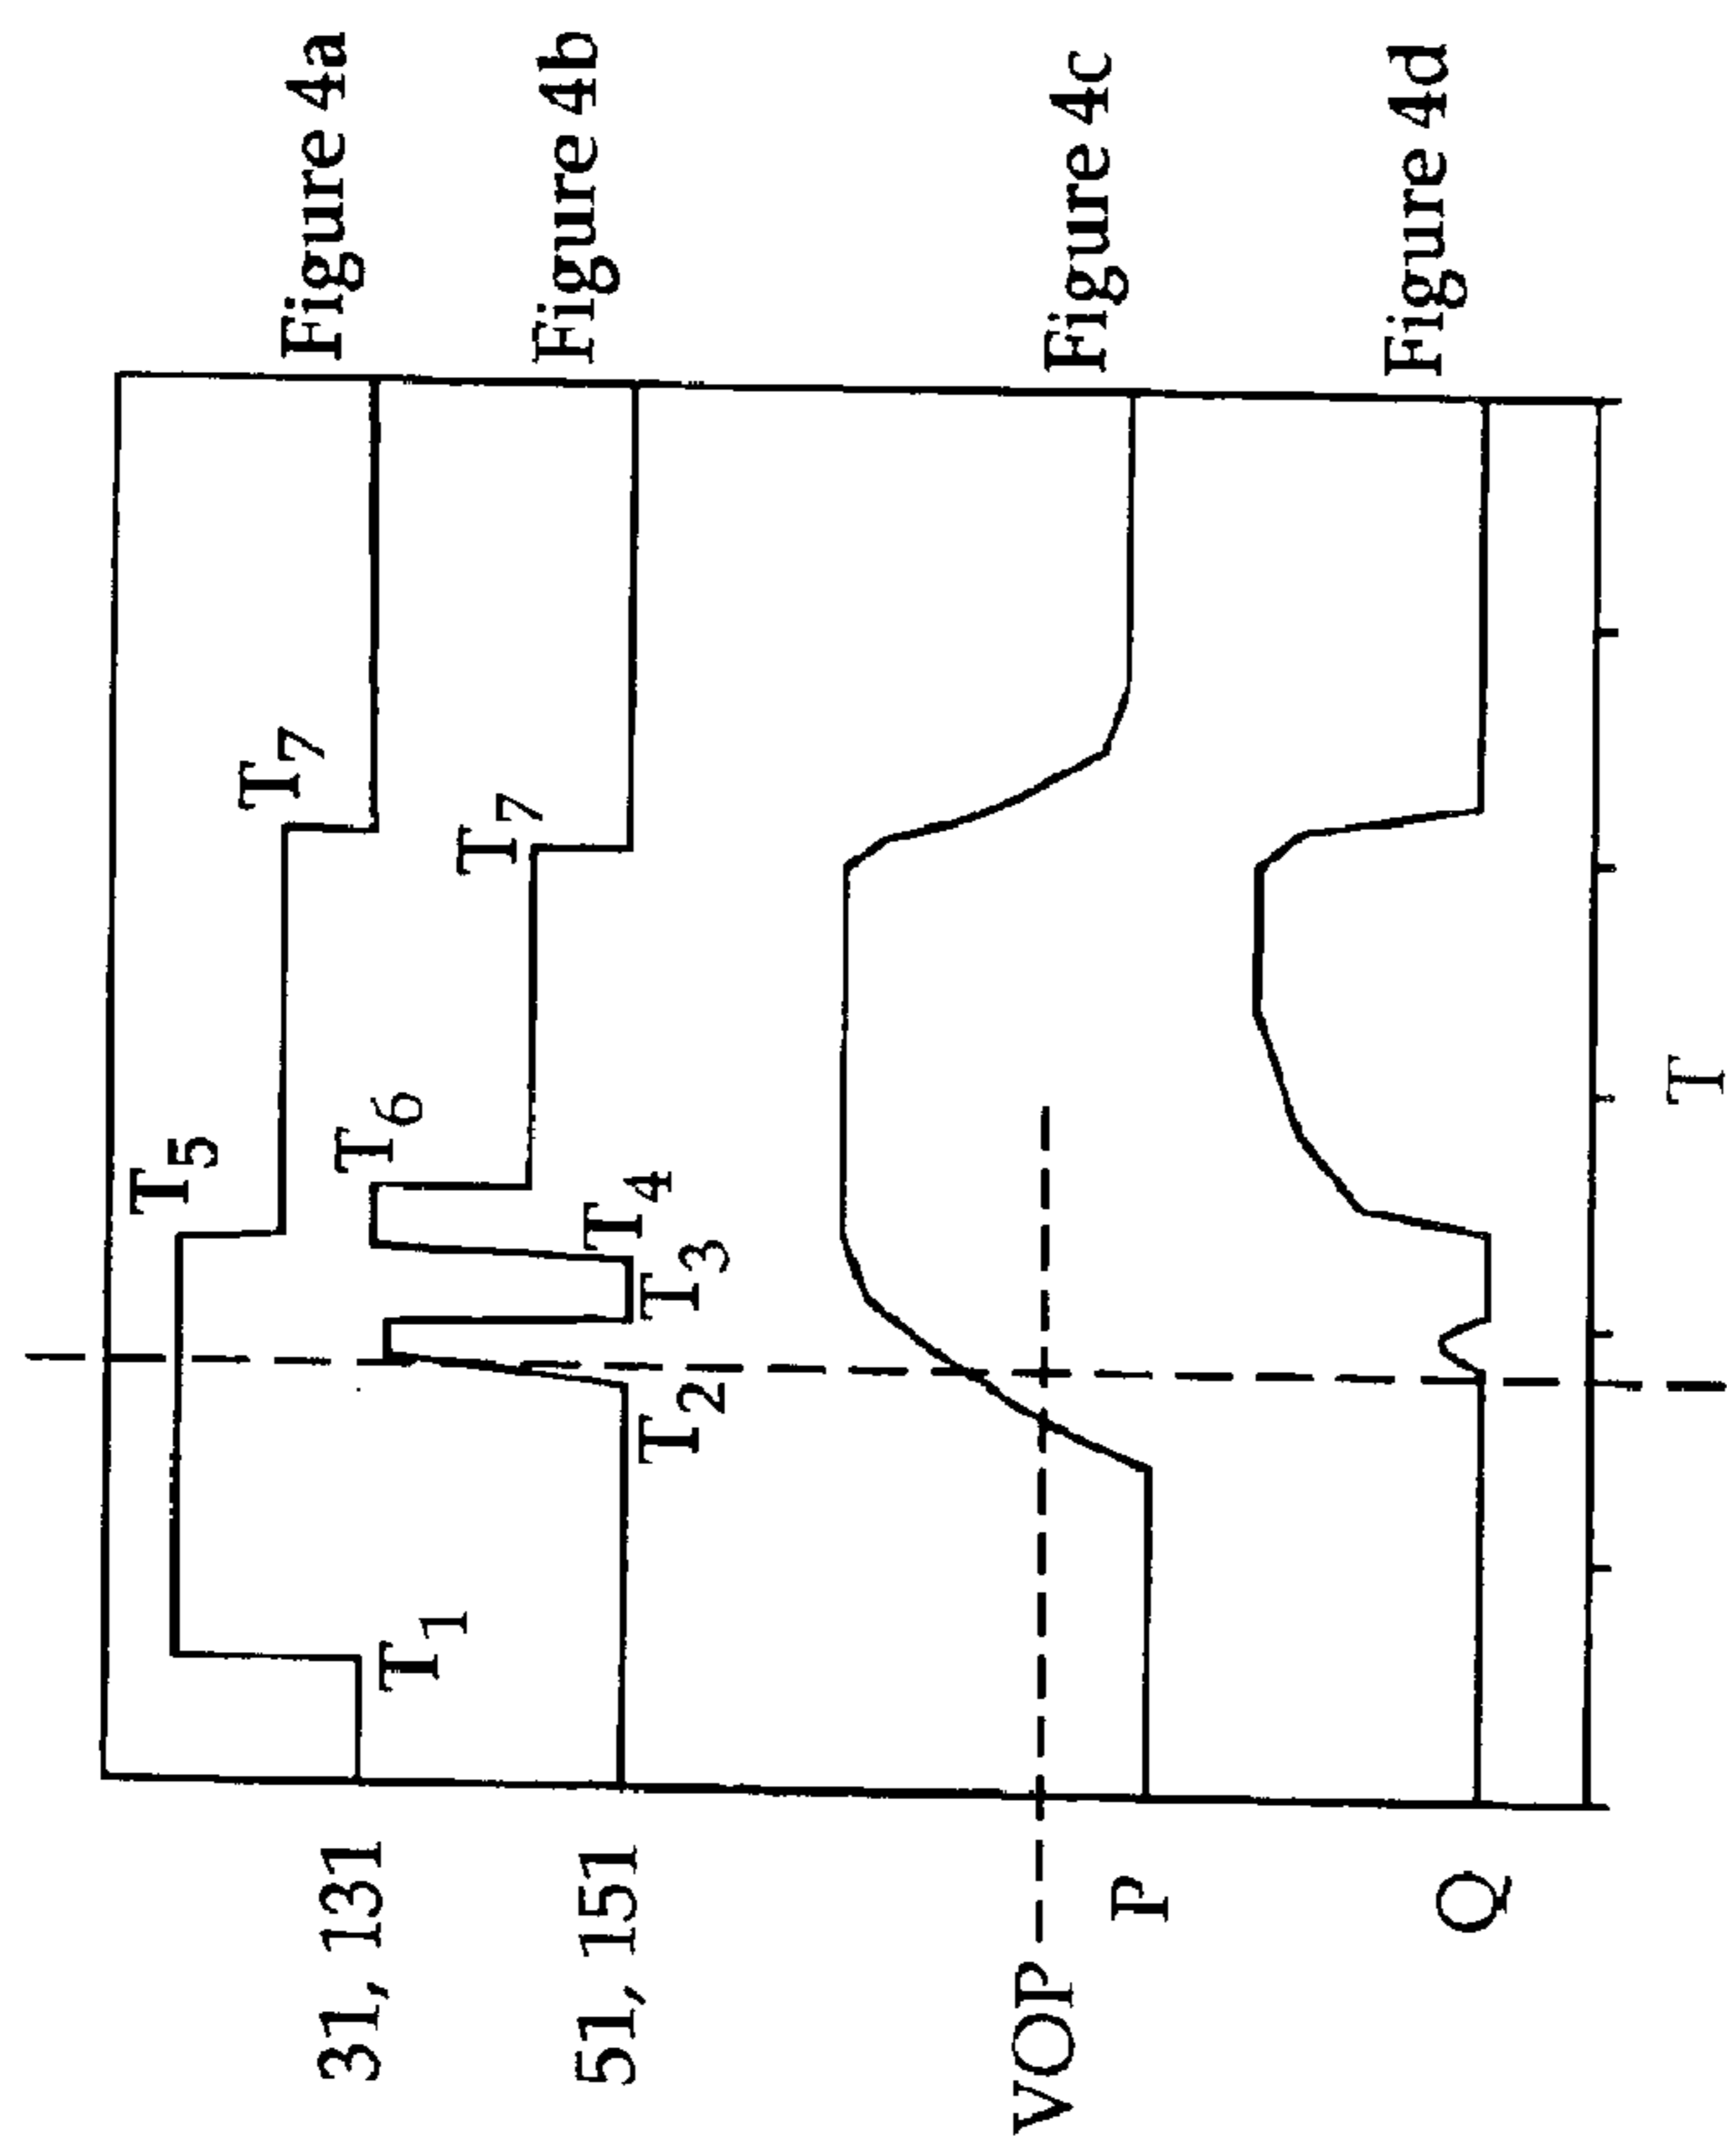 31, 131
T1
T5
T7
Figure 4a
51, 151
T2
T3
T4
T6
T7
Figure 4b
VOP
P
Figure 4c
Q
Figure 4d
T